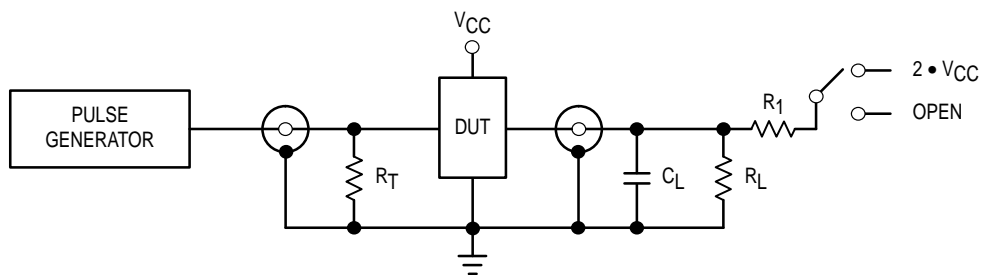 VCC
PULSE
GENERATOR
DUT
RT
CL
RL
R1
2 • VCC
OPEN